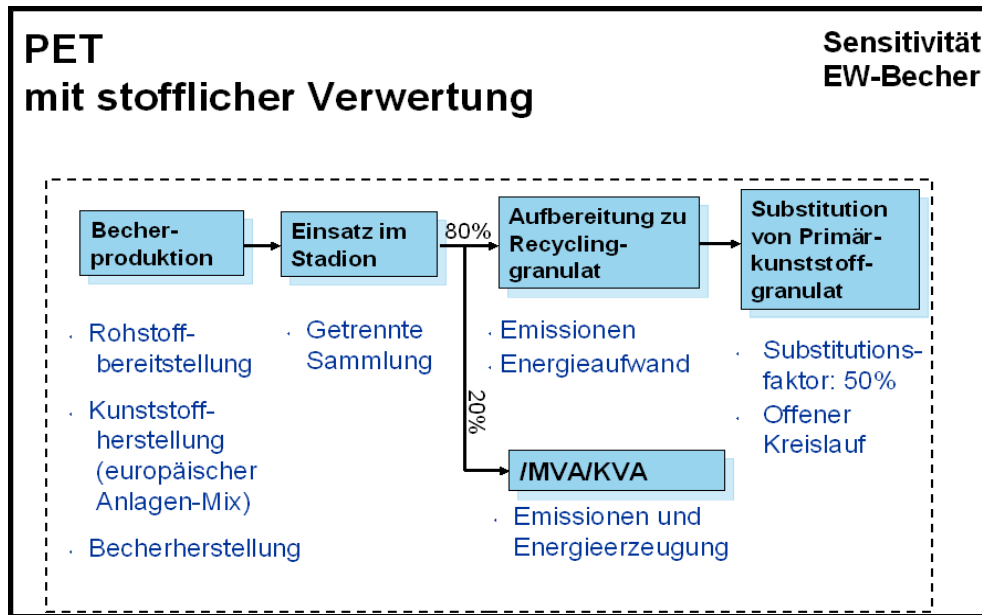 PET
mit stofflicher Verwertung
Sensitivität
EW-Becher
Becher-
produktion
Einsatz im
Stadion
80%
Aufbereitung zu
Recycling-
granulat
Substitution
von Primär-
kunststoff-
granulat
· Rohstoff-
bereitstellung
· Kunststoff-
herstellung
(europäischer
Anlagen-Mix)
· Becherherstellung
· Getrennte
Sammlung
· Emissionen
· Energieaufwand
20%
/MVA/KVA
· Emissionen und
Energieerzeugung
· Substitutions-
faktor: 50%
· Offener
Kreislauf